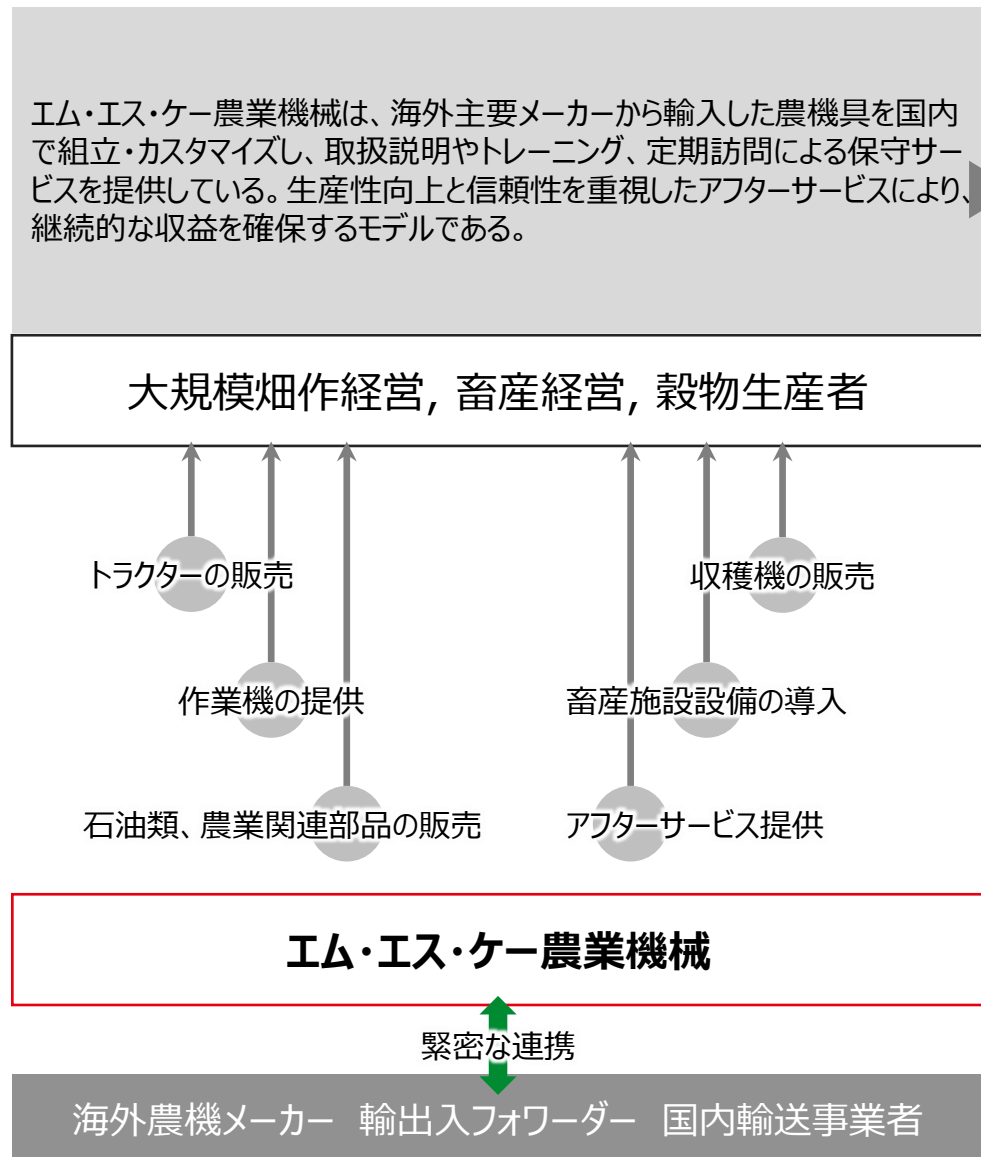 エム・エス・ケー農業機械は、海外主要メーカーから輸入した農機具を国内
で組立・カスタマイズし、取扱説明やトレーニング、定期訪問による保守サー
ビスを提供している。生産性向上と信頼性を重視したアフターサービスにより、
継続的な収益を確保するモデルである。
大規模畑作経営, 畜産経営, 穀物生産者
トラクターの販売
収穫機の販売
作業機の提供
畜産施設設備の導入
石油類、農業関連部品の販売
アフターサービス提供
エム・エス・ケー農業機械
緊密な連携
海外農機メーカー 輸出入フォワーダー 国内輸送事業者